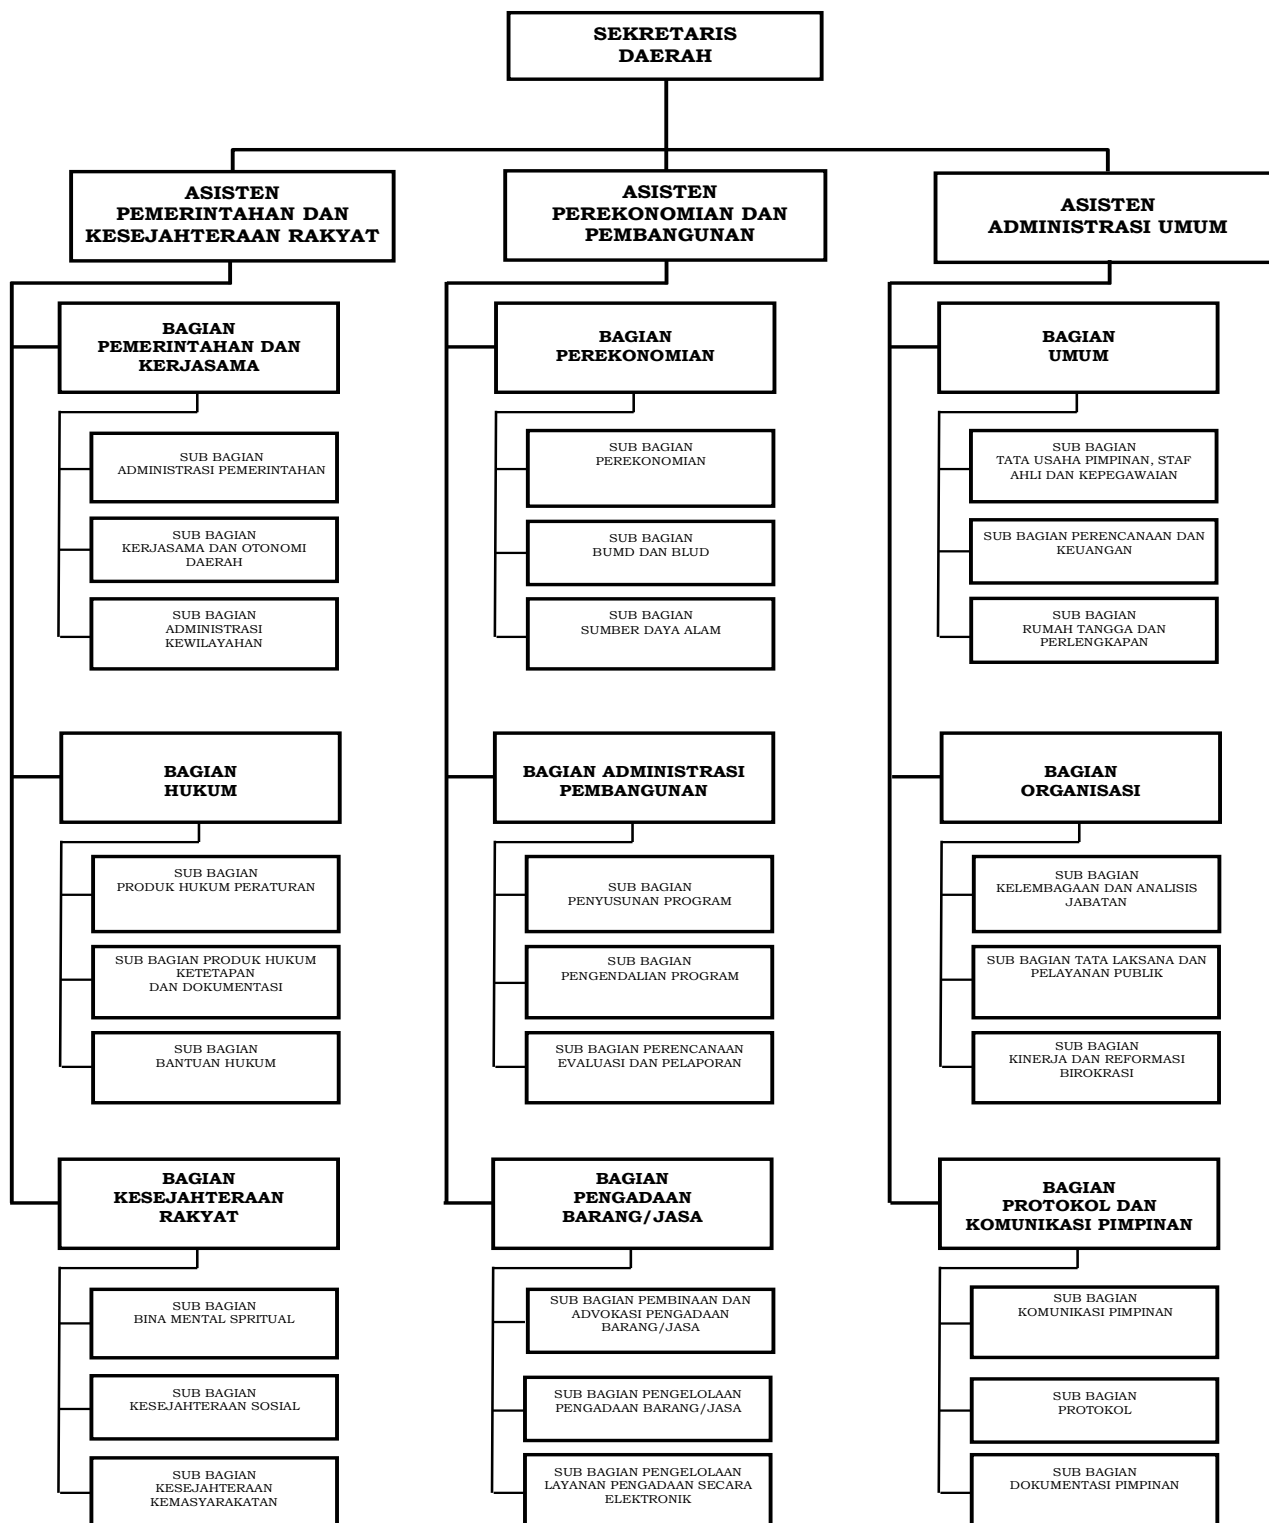 SEKRETARIS
DAERAH
ASISTEN
PEMERINTAHAN DAN
KESEJAHTERAAN RAKYAT
ASISTEN
PEREKONOMIAN DAN
PEMBANGUNAN
ASISTEN
ADMINISTRASI UMUM
BAGIAN
PEMERINTAHAN DAN
KERJASAMA
SUB BAGIAN
ADMINISTRASI PEMERINTAHAN
SUB BAGIAN
KERJASAMA DAN OTONOMI
DAERAH
SUB BAGIAN
ADMINISTRASI
KEWILAYAHAN
BAGIAN
HUKUM
SUB BAGIAN
PRODUK HUKUM PERATURAN
SUB BAGIAN PRODUK HUKUM
KETETAPAN
DAN DOKUMENTASI
SUB BAGIAN
BANTUAN HUKUM
BAGIAN
KESEJAHTERAAN
RAKYAT
SUB BAGIAN
BINA MENTAL SPRITUAL
SUB BAGIAN
KESEJAHTERAAN SOSIAL
SUB BAGIAN
KESEJAHTERAAN
KEMASYARAKATAN
BAGIAN
PEREKONOMIAN
SUB BAGIAN
PEREKONOMIAN
SUB BAGIAN
BUMD DAN BLUD
SUB BAGIAN
SUMBER DAYA ALAM
BAGIAN ADMINISTRASI
PEMBANGUNAN
SUB BAGIAN
PENYUSUNAN PROGRAM
SUB BAGIAN
PENGENDALIAN PROGRAM
SUB BAGIAN PERENCANAAN
EVALUASI DAN PELAPORAN
BAGIAN
PENGADAAN
BARANG/JASA
SUB BAGIAN PEMBINAAN DAN
ADVOKASI PENGADAAN
BARANG/JASA
SUB BAGIAN PENGELOLAAN
PENGADAAN BARANG/JASA
SUB BAGIAN PENGELOLAAN
LAYANAN PENGADAAN SECARA
ELEKTRONIK
BAGIAN
UMUM
SUB BAGIAN
TATA USAHA PIMPINAN, STAF
AHLI DAN KEPEGAWAIAN
SUB BAGIAN PERENCANAAN DAN
KEUANGAN
SUB BAGIAN
RUMAH TANGGA DAN
PERLENGKAPAN
BAGIAN
ORGANISASI
SUB BAGIAN
KELEMBAGAAN DAN ANALISIS
JABATAN
SUB BAGIAN TATA LAKSANA DAN
PELAYANAN PUBLIK
SUB BAGIAN
KINERJA DAN REFORMASI
BIROKRASI
BAGIAN
PROTOKOL DAN
KOMUNIKASI PIMPINAN
SUB BAGIAN
KOMUNIKASI PIMPINAN
SUB BAGIAN
PROTOKOL
SUB BAGIAN
DOKUMENTASI PIMPINAN